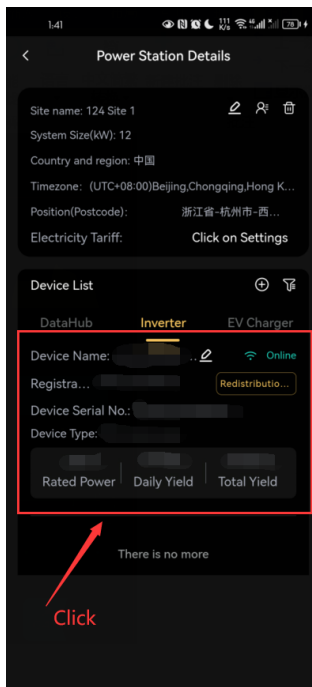 1:41
111 K/s
78
Power Station Details
Site name: 124 Site 1
System Size(kW): 12
Country and region: 中国
Timezone: (UTC+08:00)Beijing,Chongqing,Hong K...
Position(Postcode): 浙江省-杭州市-西...
Electricity Tariff: Click on Settings
Device List
DataHub Inverter EV Charger
Device Name: .. Online
Registra... Redistributio...
Device Serial No.:
Device Type:
Rated Power Daily Yield Total Yield
There is no more
Click